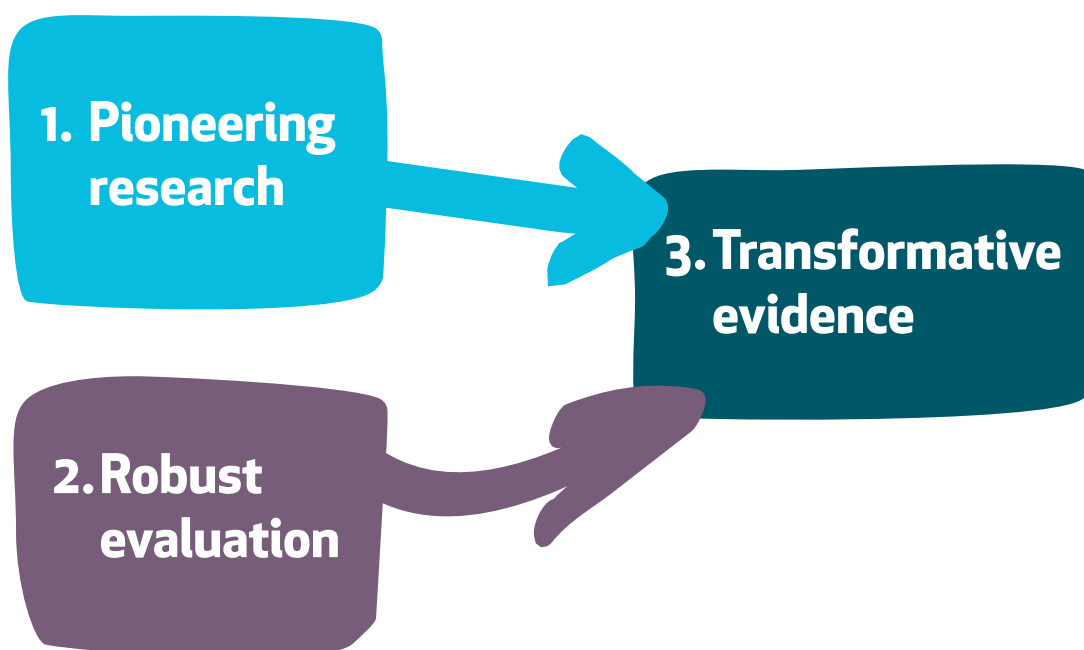 1. Pioneering
research
2. Robust
evaluation
3. Transformative
evidence